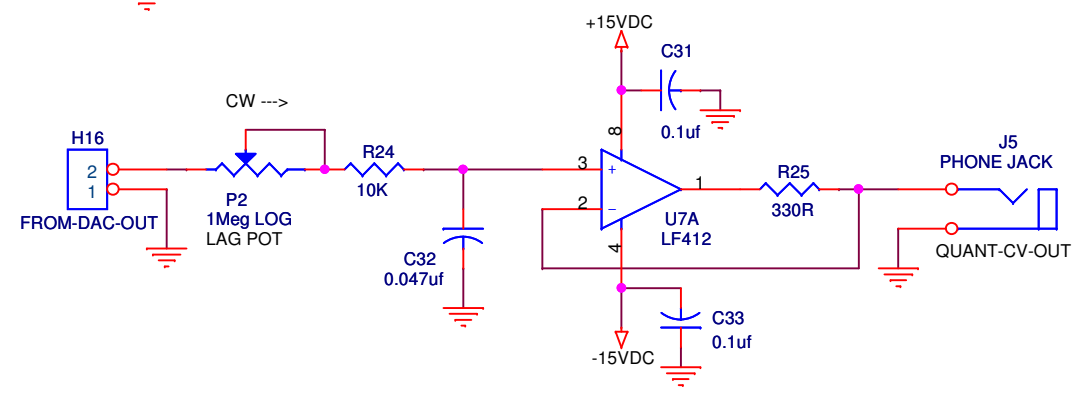 +15VDC
C31
0.1uf
8
CW --->
H16
2
1
FROM-DAC-OUT
P2
1Meg LOG
LAG POT
R24
10K
C32
0.047uf
3
+
2
−
1
4
U7A
LF412
R25
330R
J5
PHONE JACK
QUANT-CV-OUT
C33
0.1uf
-15VDC